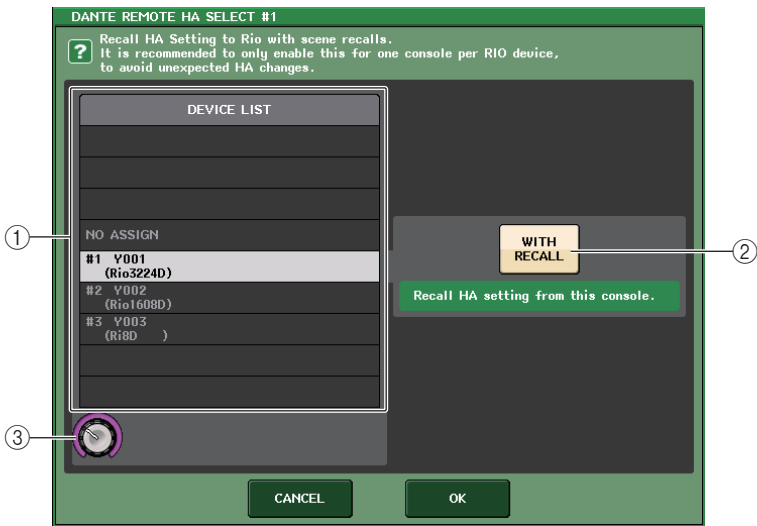 DANTE REMOTE HA SELECT #1
? Recall HA Setting to Rio with scene recalls.
It is recommended to only enable this for one console per RIO device,
to avoid unexpected HA changes.
DEVICE LIST
NO ASSIGN
#1 Y001
(Rio3224D)
#2 Y002
(Rio1608D)
#3 Y003
(Ri8D )
WITH
RECALL
Recall HA setting from this console.
CANCEL
OK
1
2
3